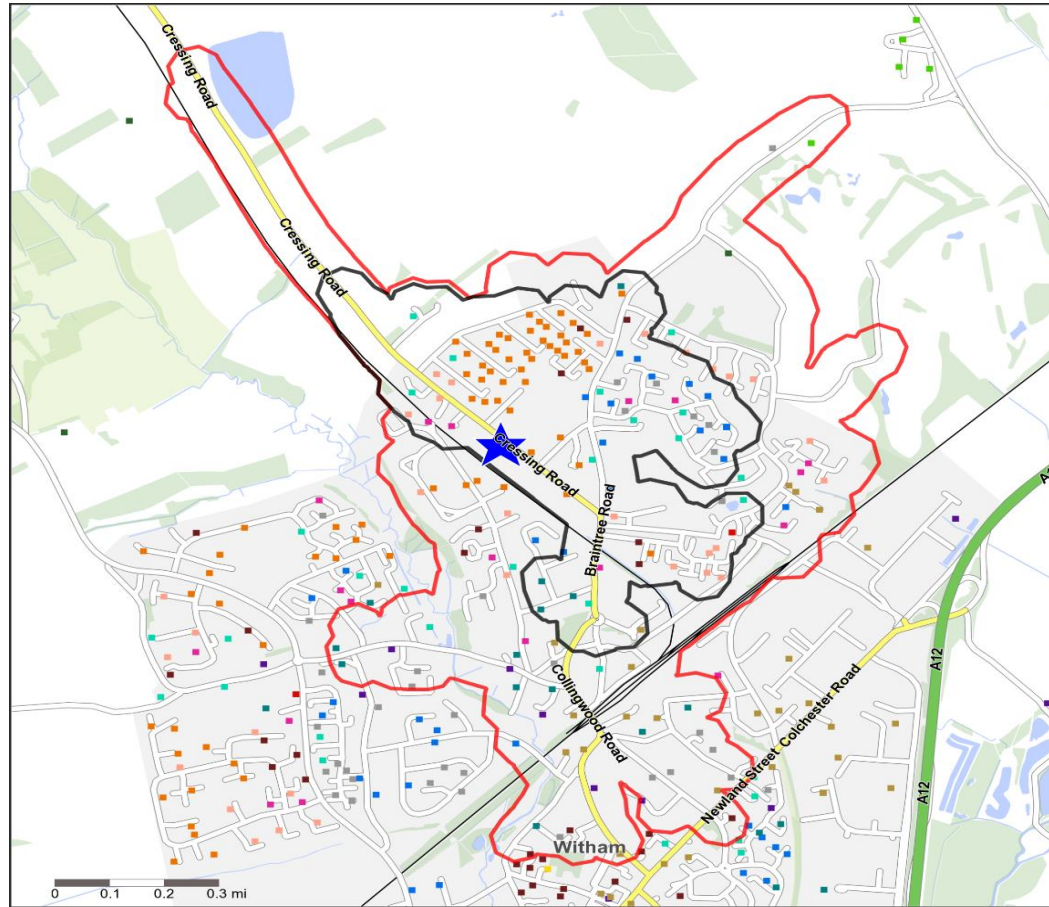 Cressing Road
Cressing Road
Cressing Road
Braintree Road
Collingwood Road
Newland Street
Colchester Road
A12
A12
A1
Witham
0 0.1 0.2 0.3 mi